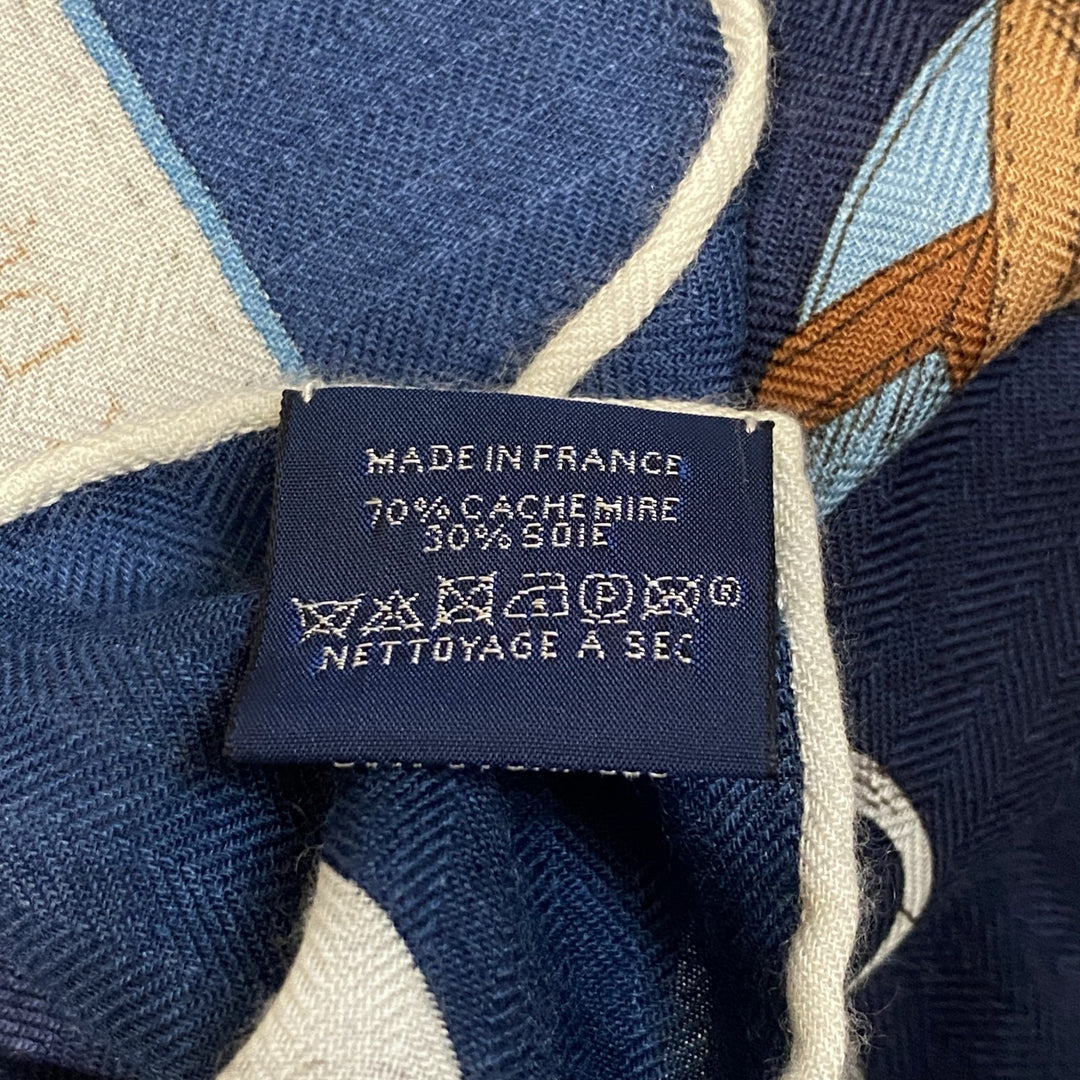 MADE IN FRANCE
70% CACHEMIRE
30% SOIE
P ®
NETTOYAGE A SEC